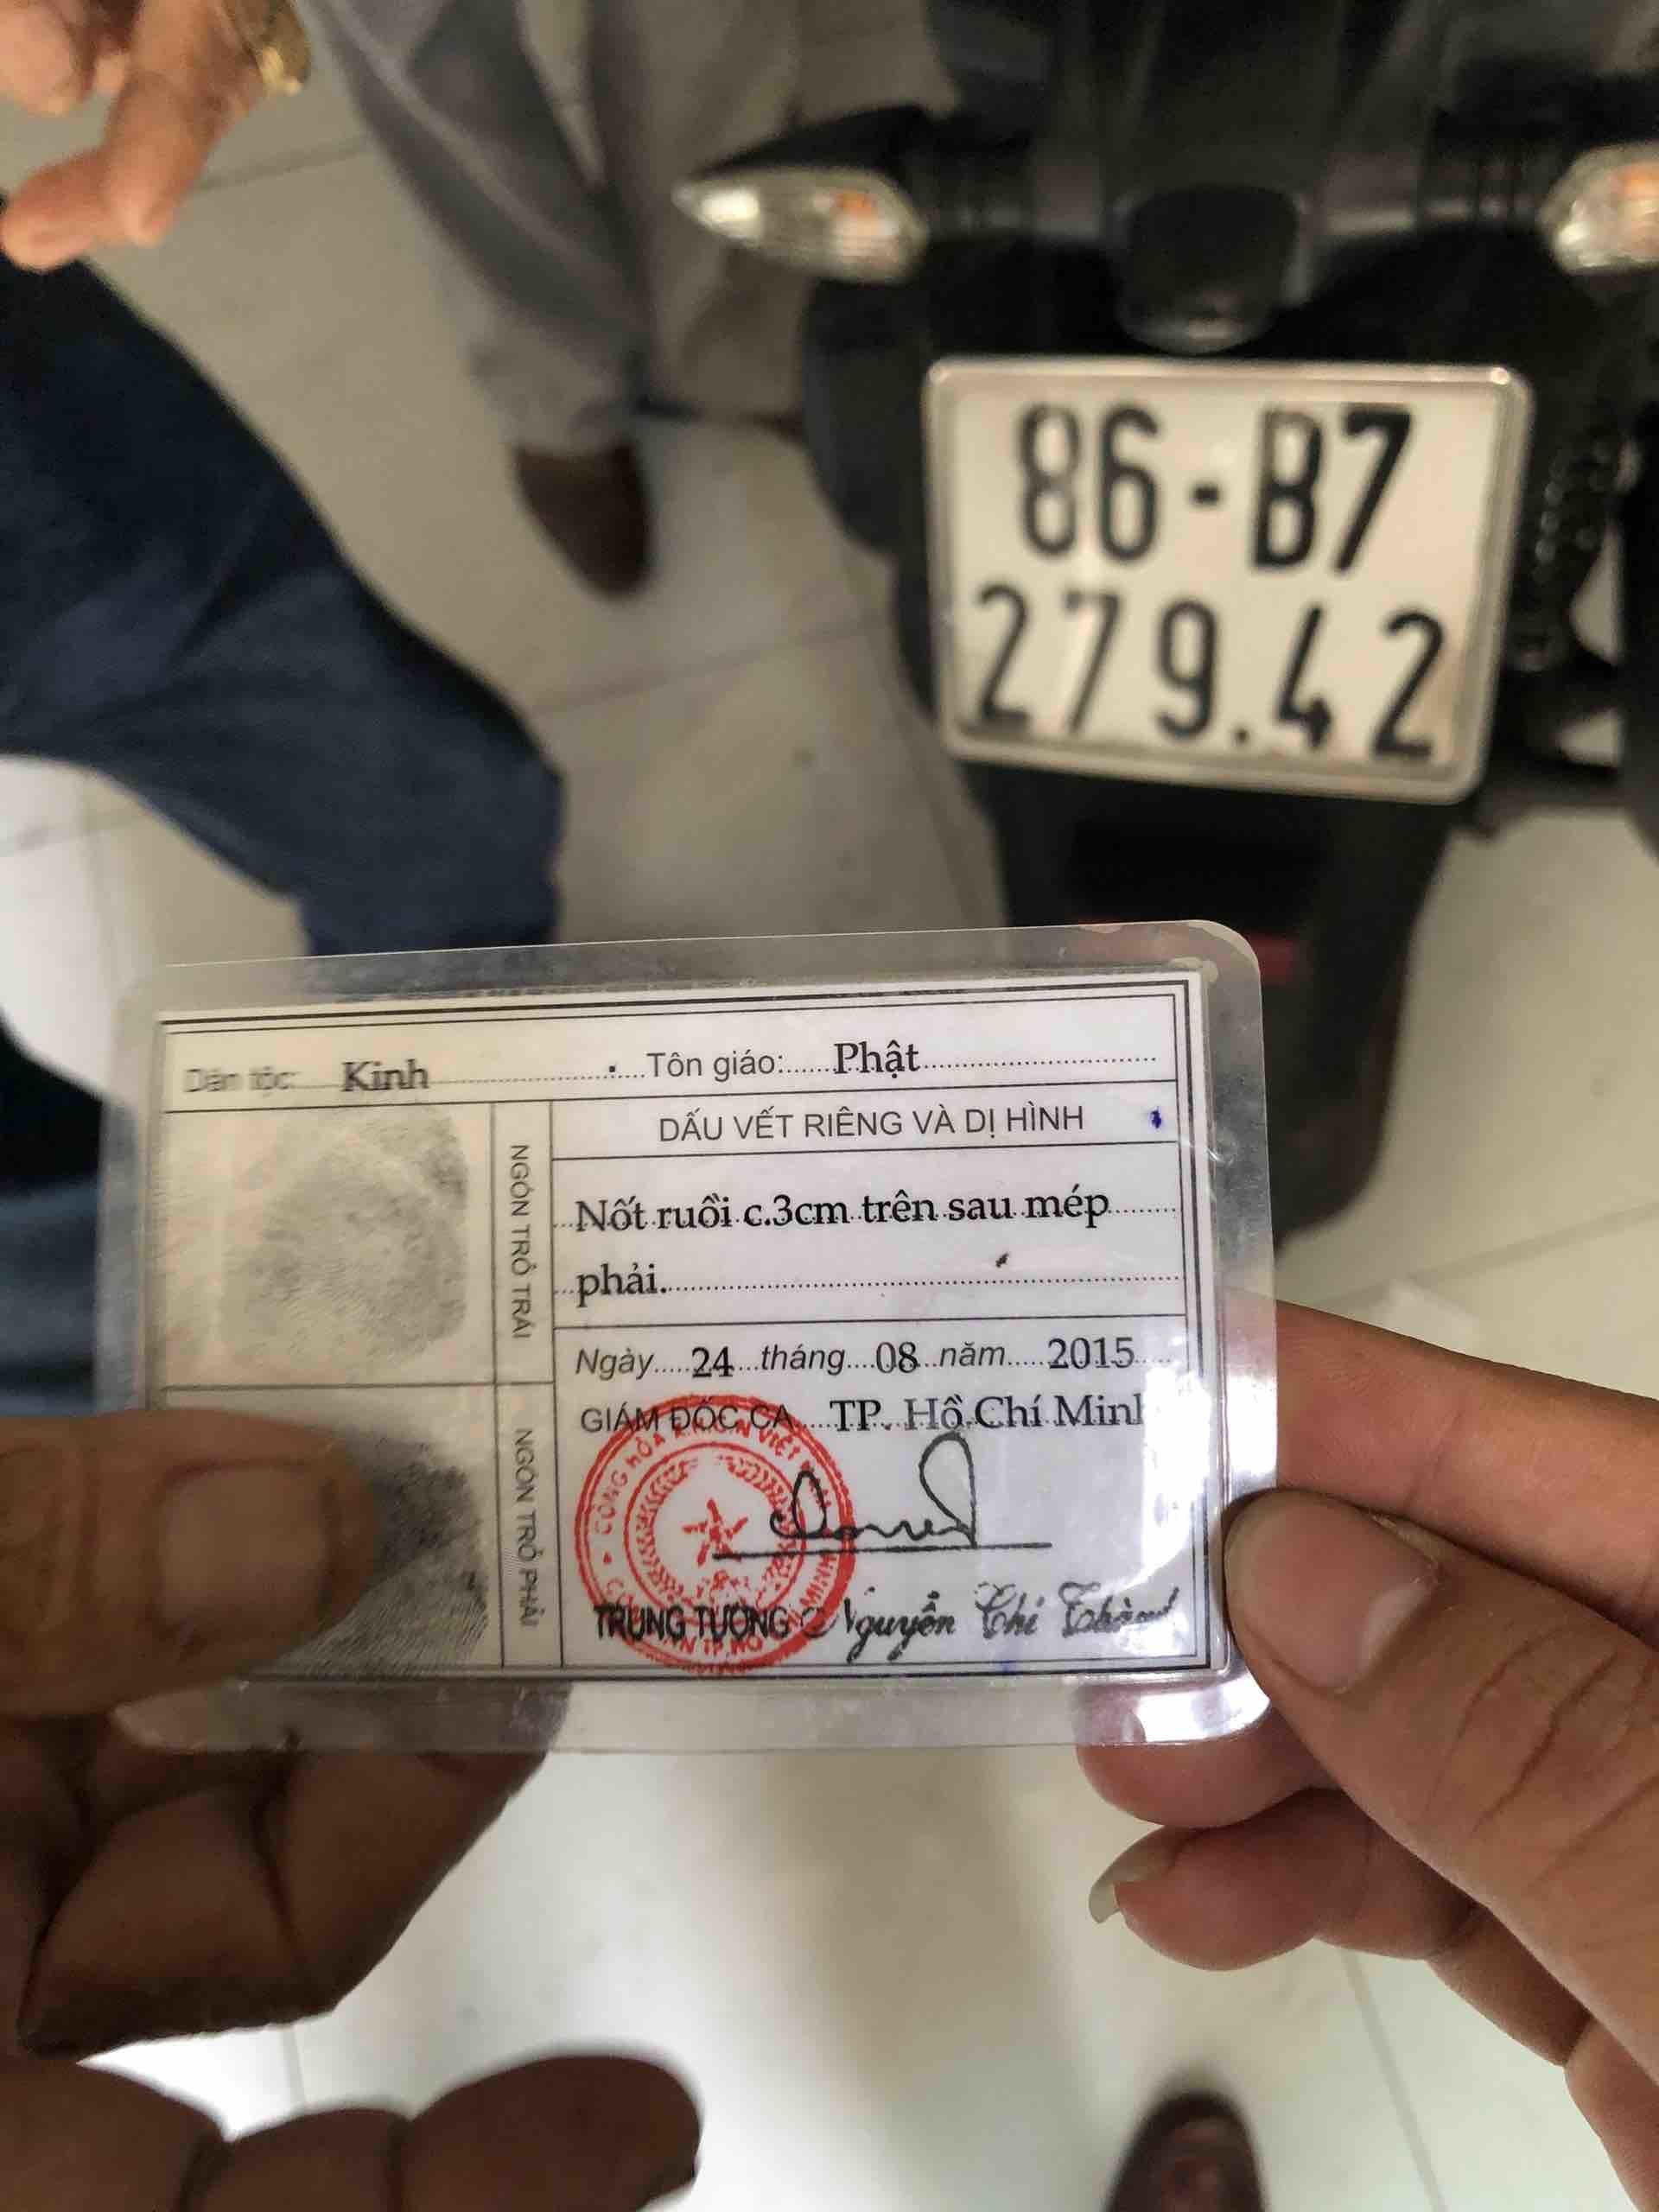 86-B7
279.42
Dân tộc: Kinh Tôn giáo: Phật
DẤU VẾT RIÊNG VÀ DỊ HÌNH
NGÓN TRỎ TRÁI
Nốt ruồi c.3cm trên sau mép
phải.
Ngày 24 tháng 08 năm 2015
GIÁM ĐỐC CA TP. Hồ Chí Minh
NGÓN TRỎ PHẢI
TRUNG TƯỚNG Nguyễn Chí Thành